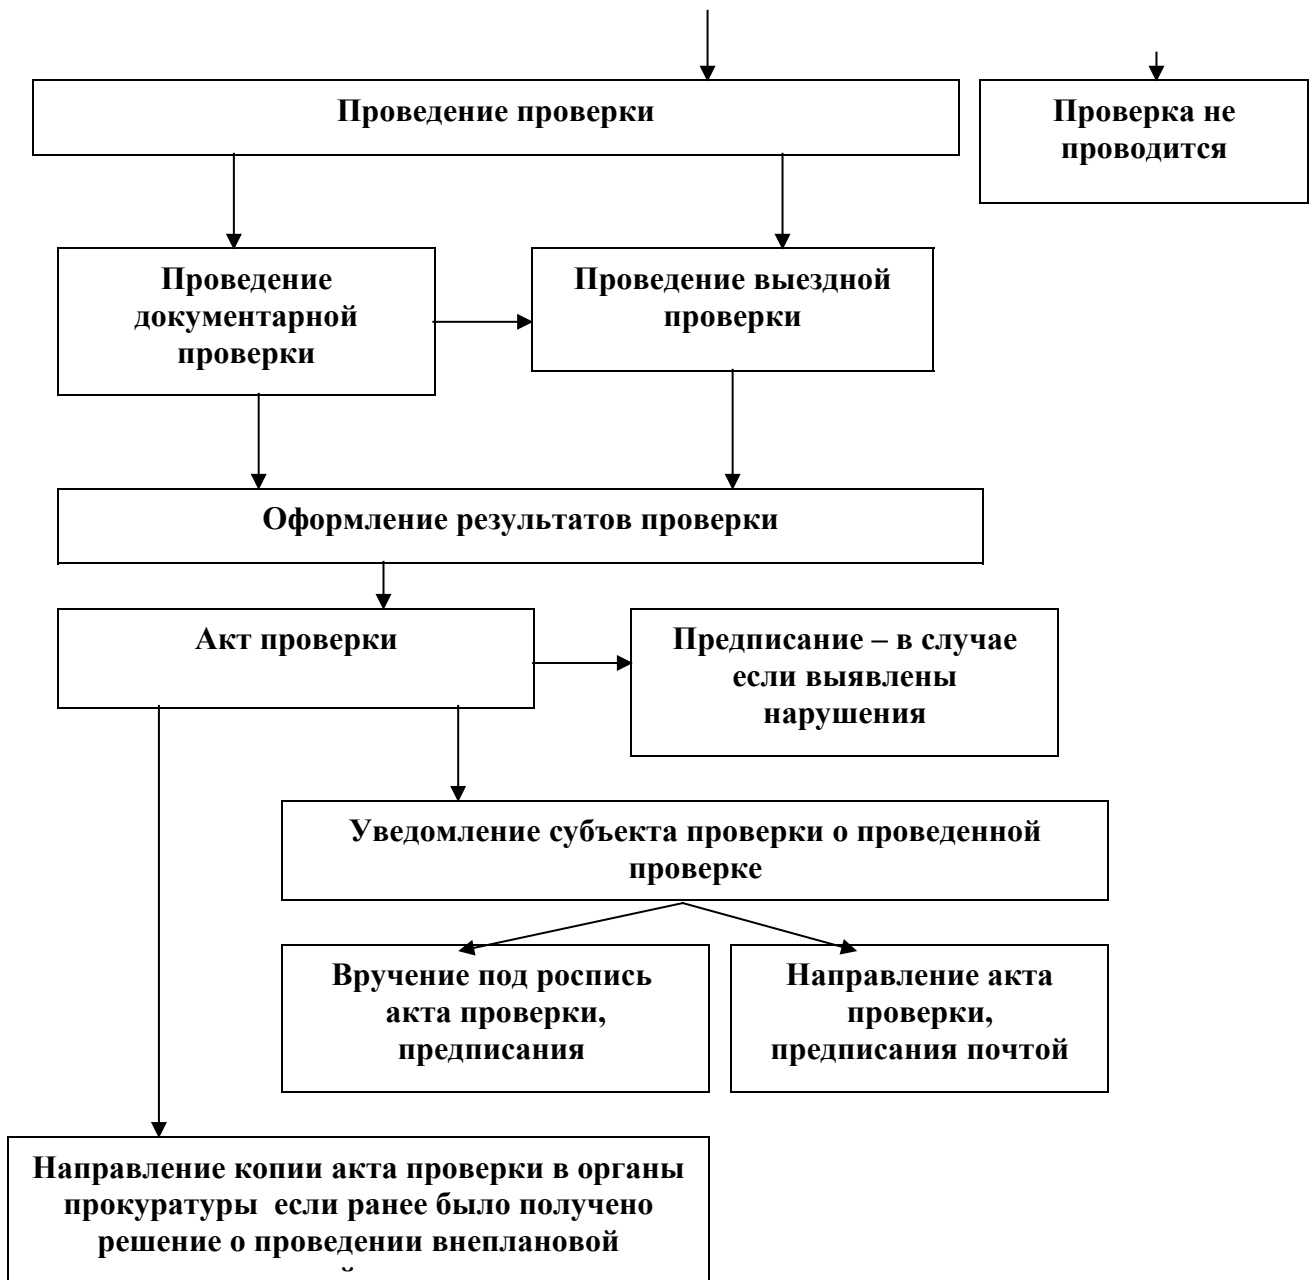 Проведение проверки
Проверка не
проводится
Проведение
документарной
проверки
Проведение выездной
проверки
Оформление результатов проверки
Акт проверки
Предписание – в случае
если выявлены
нарушения
Уведомление субъекта проверки о проведенной
проверке
Вручение под роспись
акта проверки,
предписания
Направление акта
проверки,
предписания почтой
Направление копии акта проверки в органы
прокуратуры если ранее было получено
решение о проведении внеплановой